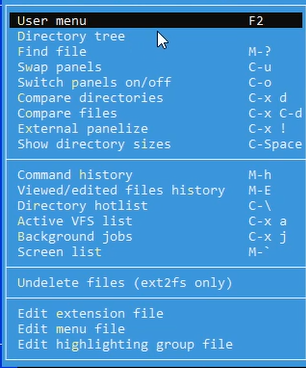 User menu F2
Directory tree
Find file M-?
Swap panels C-u
Switch panels on/off C-o
Compare directories C-x d
Compare files C-x C-d
External panelize C-x !
Show directory sizes C-Space
Command history M-h
Viewed/edited files history M-E
Directory hotlist C-\
Active VFS list C-x a
Background jobs C-x j
Screen list M-`
Undelete files (ext2fs only)
Edit extension file
Edit menu file
Edit highlighting group file